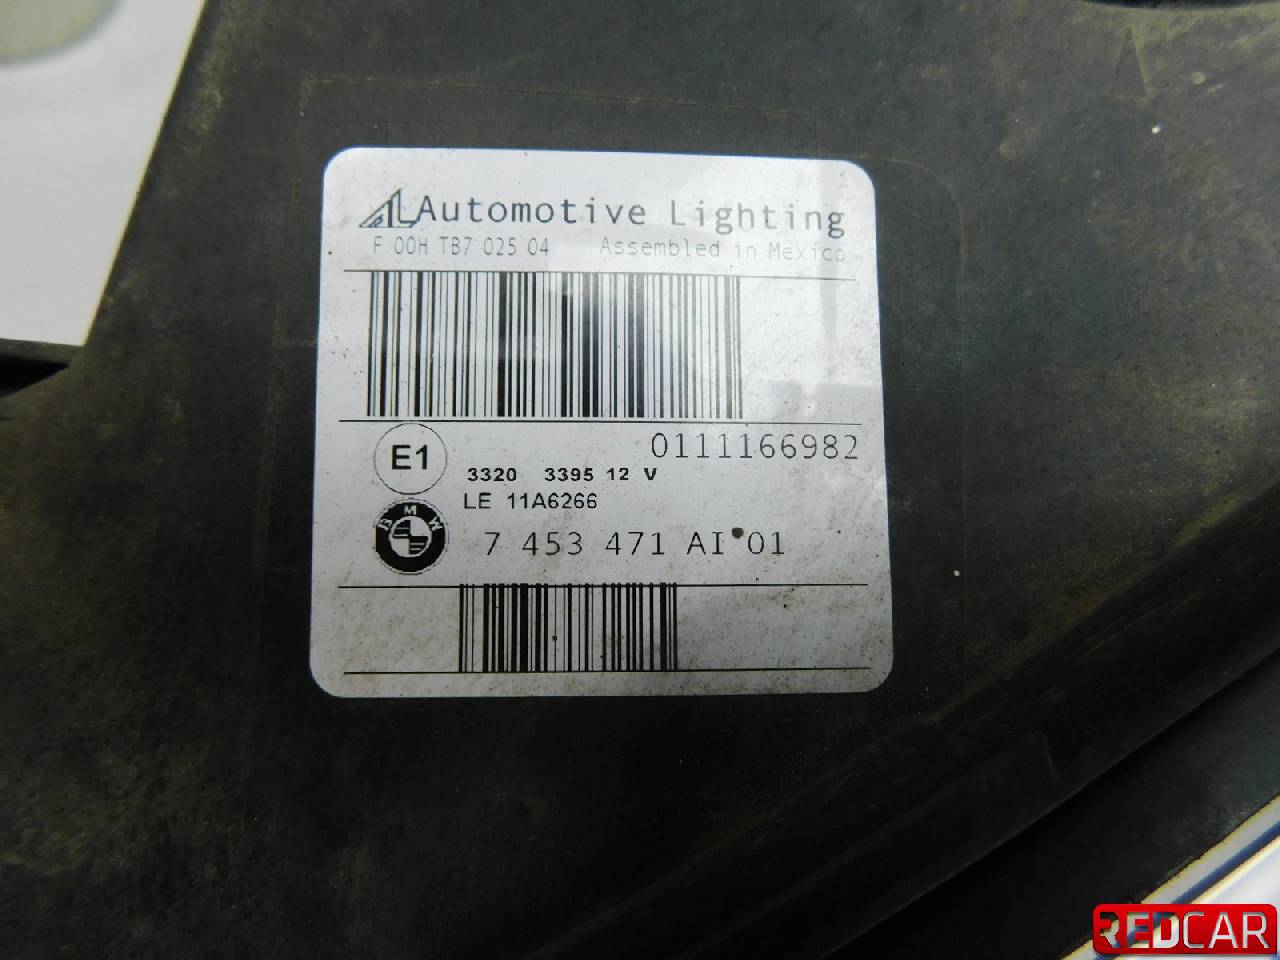 AL Automotive Lighting
F 00H TB7 025 04 Assembled in Mexico
0111166982
E1
3320 3395 12 V
LE 11A6266
BMW
7 453 471 AI 01
REDCAR